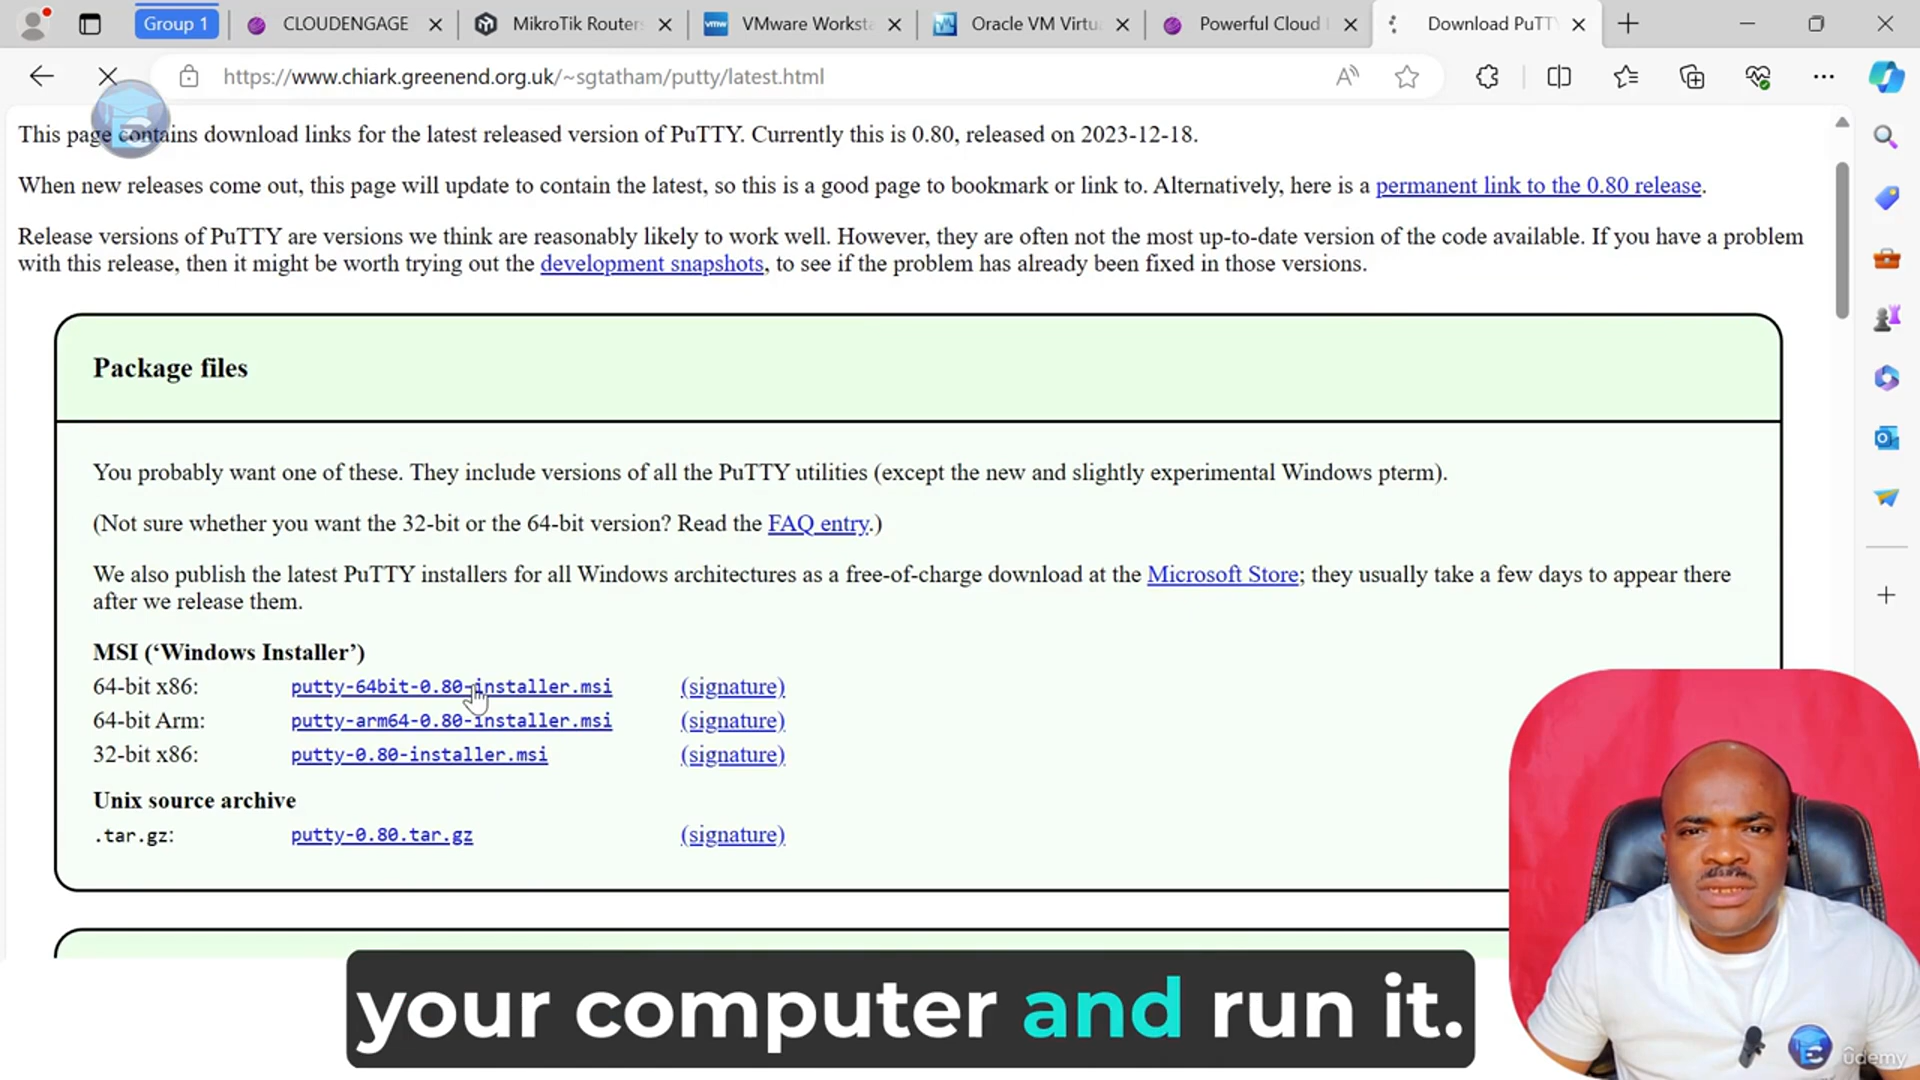 Group 1
CLOUDENGAGE
MikroTik Router
VMware Worksta
Oracle VM Virtu
Powerful Cloud
Download PuTTY
https://www.chiark.greenend.org.uk/~sgtatham/putty/latest.html
This page contains download links for the latest released version of PuTTY. Currently this is 0.80, released on 2023-12-18.
When new releases come out, this page will update to contain the latest, so this is a good page to bookmark or link to. Alternatively, here is a permanent link to the 0.80 release.
Release versions of PuTTY are versions we think are reasonably likely to work well. However, they are often not the most up-to-date version of the code available. If you have a problem
with this release, then it might be worth trying out the development snapshots, to see if the problem has already been fixed in those versions.
Package files
You probably want one of these. They include versions of all the PuTTY utilities (except the new and slightly experimental Windows pterm).
(Not sure whether you want the 32-bit or the 64-bit version? Read the FAQ entry.)
We also publish the latest PuTTY installers for all Windows architectures as a free-of-charge download at the Microsoft Store; they usually take a few days to appear there
after we release them.
MSI (‘Windows Installer’)
64-bit x86: putty-64bit-0.80-installer.msi (signature)
64-bit Arm: putty-arm64-0.80-installer.msi (signature)
32-bit x86: putty-0.80-installer.msi (signature)
Unix source archive
.tar.gz: putty-0.80.tar.gz (signature)
your computer and run it.
ûdemy